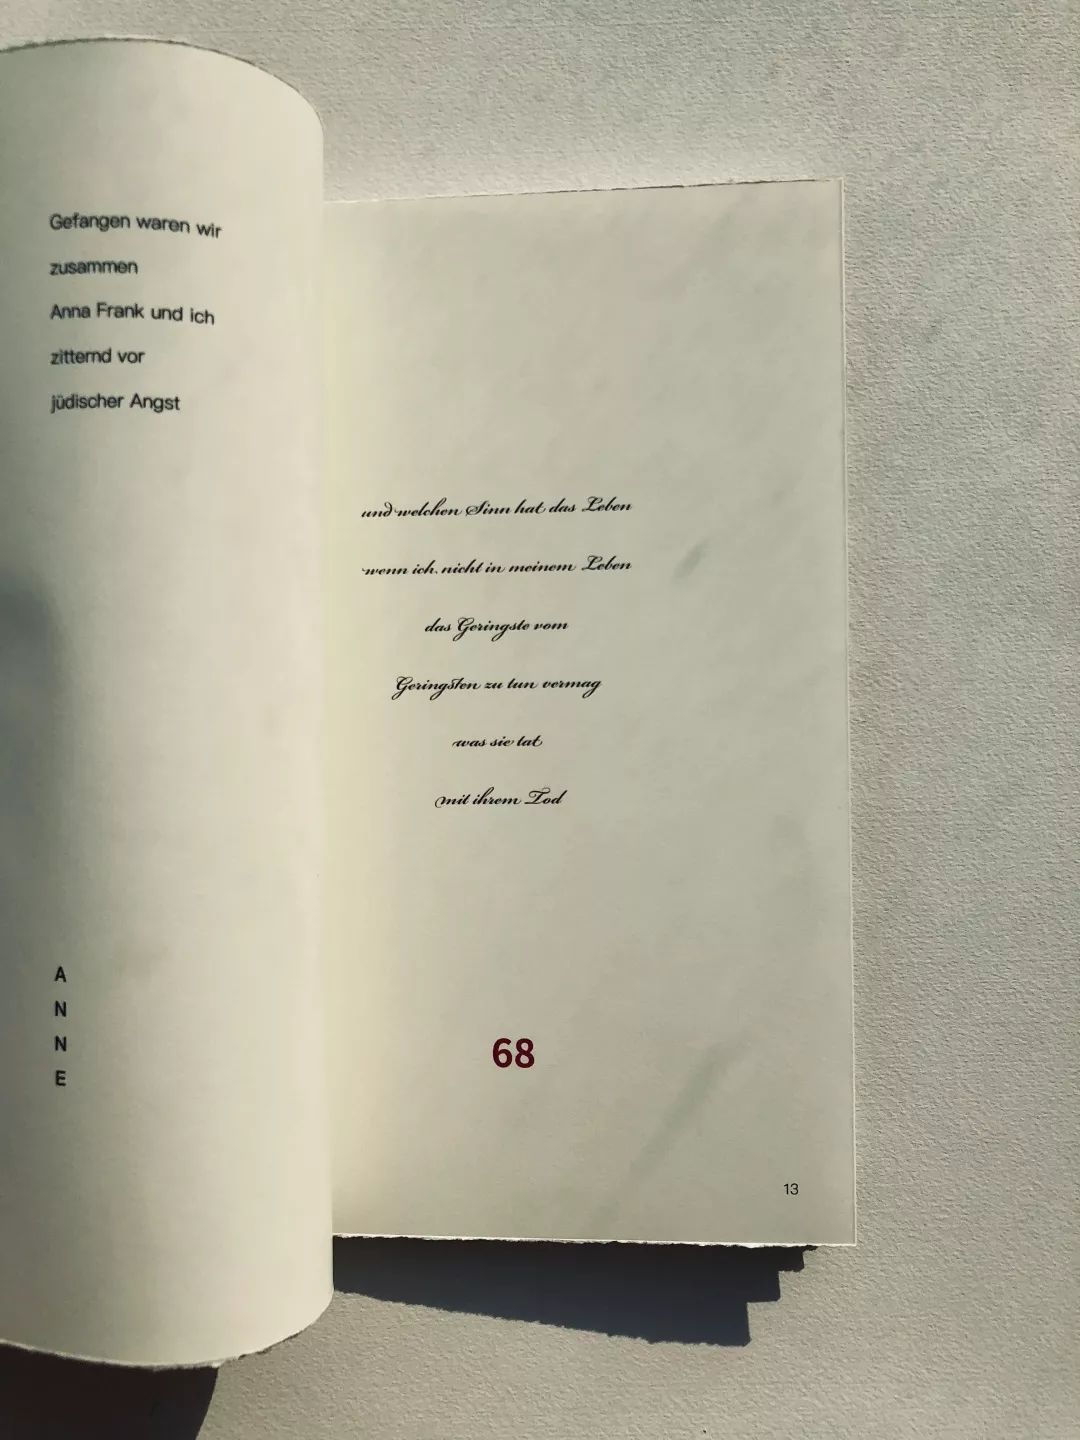 Gefangen waren wir
zusammen
Anna Frank und ich
zitternd vor
jüdischer Angst
A
N
N
E
und welchen Sinn hat das Leben
wenn ich nicht in meinem Leben
das Geringste vom
Geringsten zu tun vermag
was sie tat
mit ihrem Tod
68
13